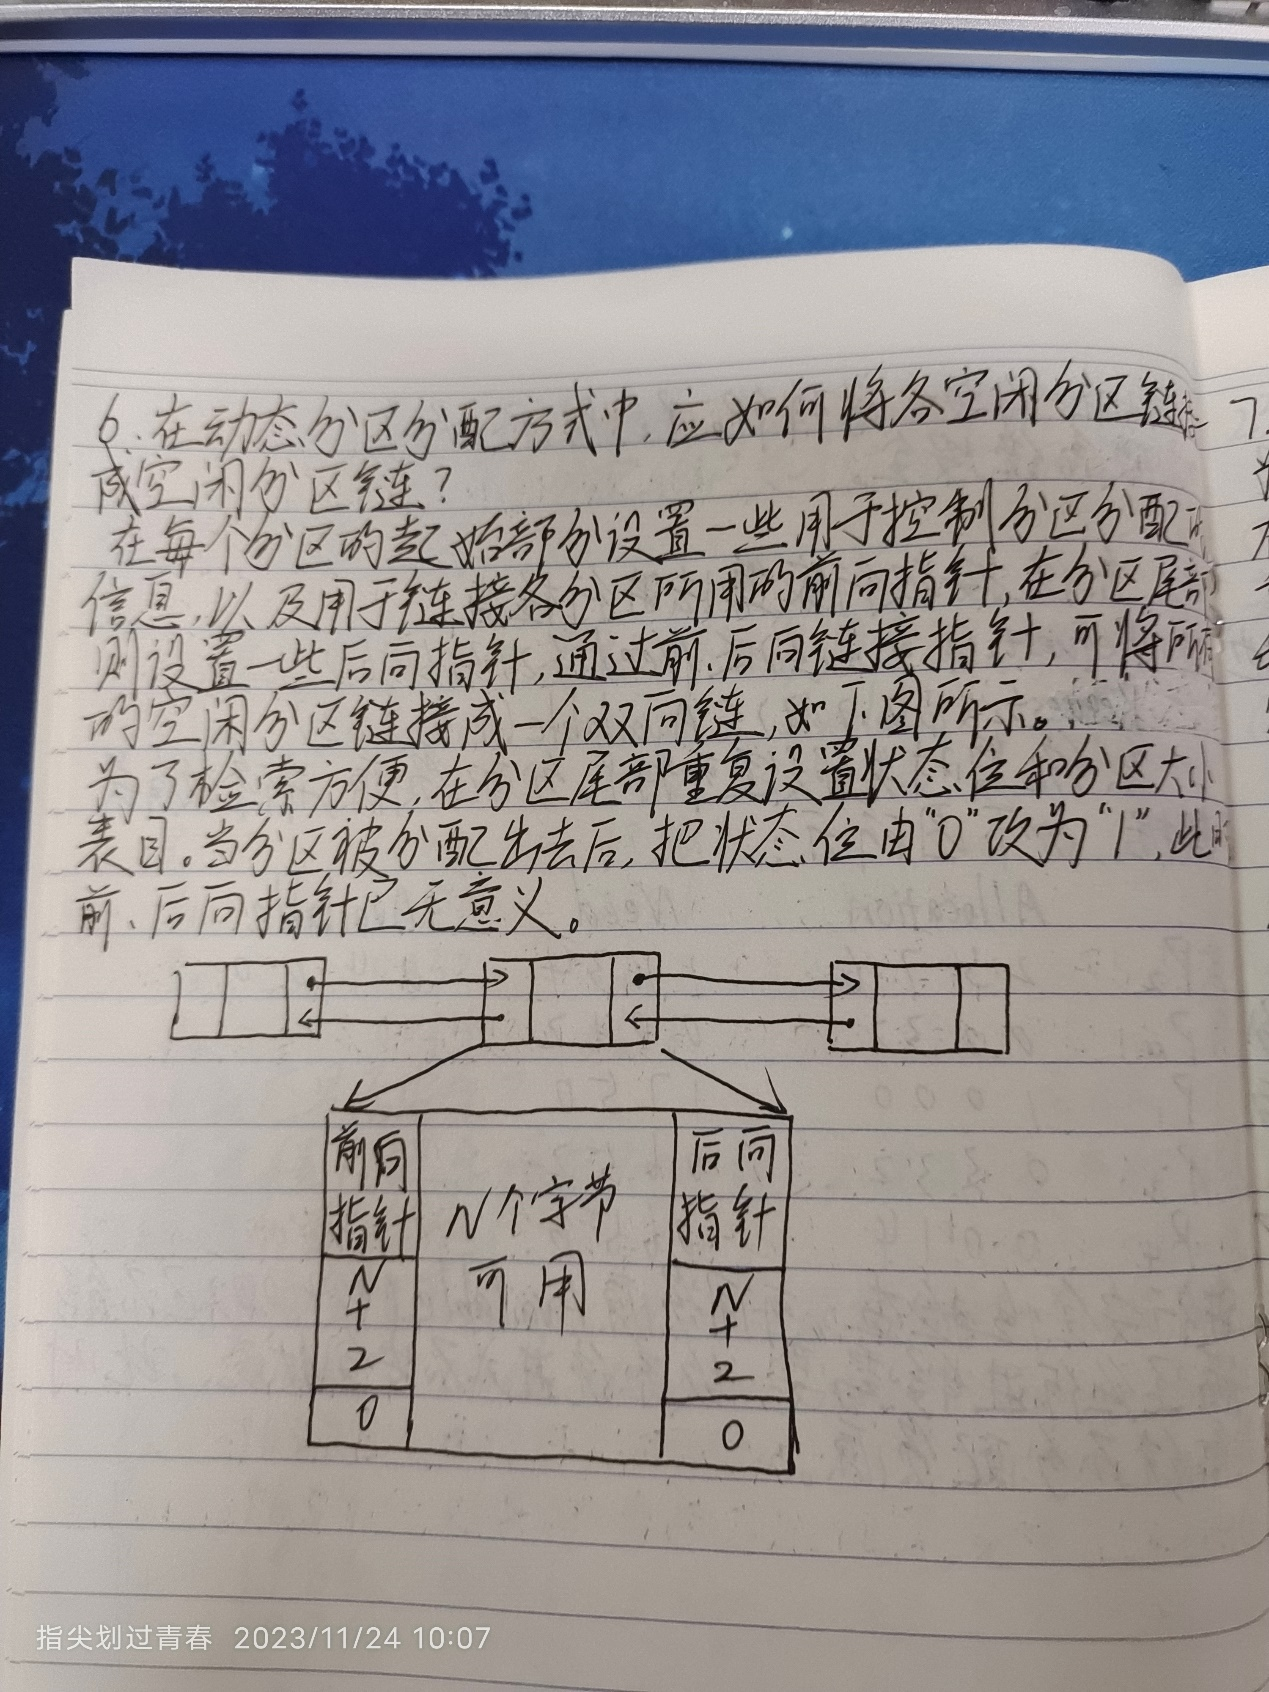 6.在动态分区分配方式中,应如何将各空闲分区链接
成空闲分区链?
在每个分区的起始部分设置一些用于控制分区分配的
信息,以及用于链接各分区所用的前向指针,在分区尾部
则设置一些后向指针,通过前、后向链接指针,可将所有
的空闲分区链接成一个双向链,如下图所示。
为了检索方便,在分区尾部重复设置状态位和分区大小
表目。当分区被分配出去后,把状态位由“0”改为“1”,此时
前、后向指针已无意义。
前向
指针
N
+
2
0
N个字节
可用
后向
指针
N
+
2
0
7.
指尖划过青春 2023/11/24 10:07